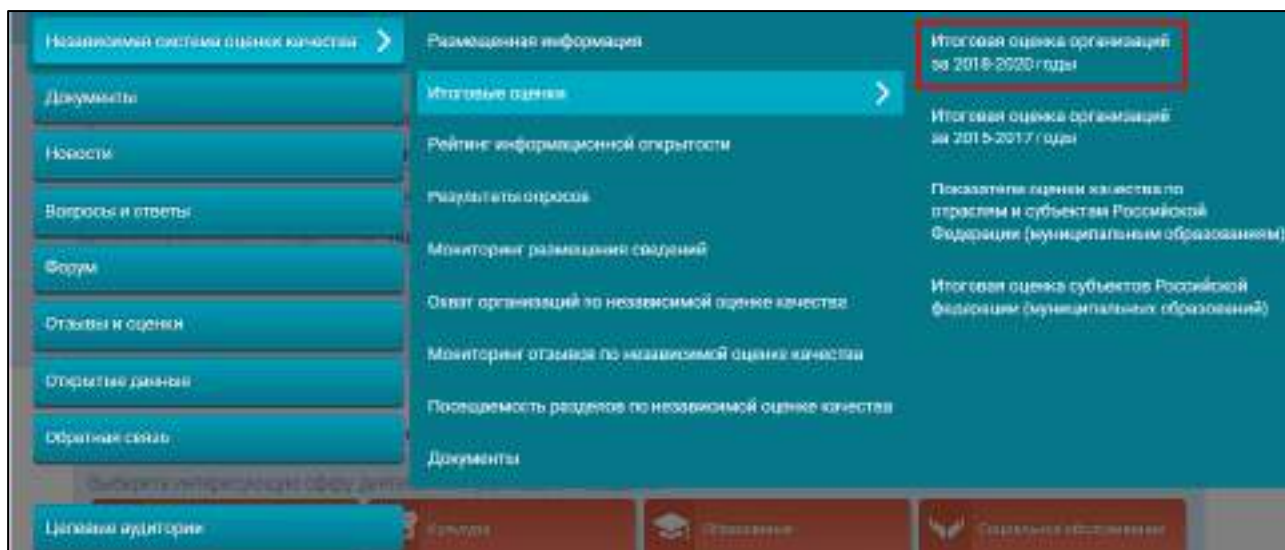 Независимая система оценки качества
Документы
Новости
Вопросы и ответы
Форум
Отзывы и оценки
Открытые данные
Обратная связь
Целевые аудитории
Размещенная информация
Итоговые оценки
Рейтинг информационной открытости
Результаты опросов
Мониторинг размещения сведений
Охват организаций по независимой оценке качества
Мониторинг отзывов по независимой оценке качества
Посещаемость разделов по независимой оценке качества
Документы
Итоговая оценка организаций
за 2018-2020 годы
Итоговая оценка организаций
за 2015-2017 годы
Показатели оценки качества по
отраслям и субъектам Российской
Федерации (муниципальным образованиям)
Итоговая оценка субъектов Российской
Федерации (муниципальных образований)
Выберите интересующую сферу
Культура
Образование
Социальное обслуживание